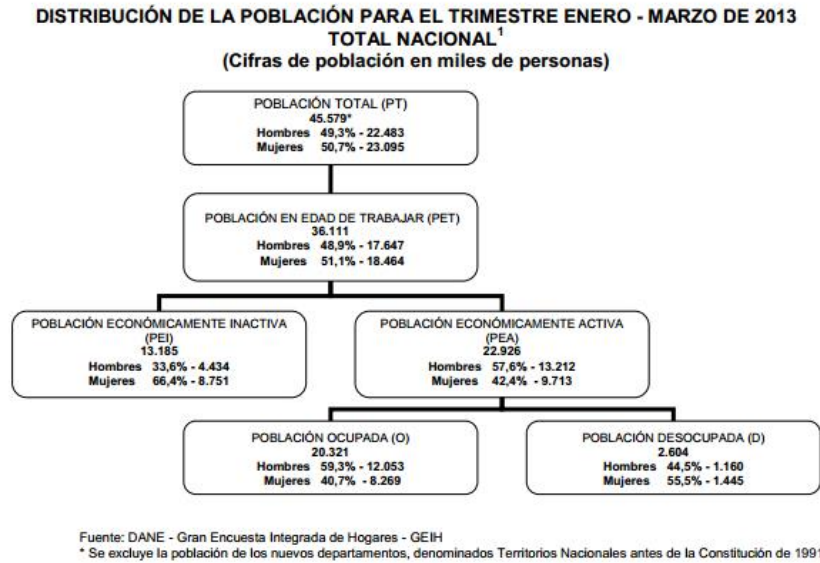 DISTRIBUCIÓN DE LA POBLACIÓN PARA EL TRIMESTRE ENERO - MARZO DE 2013
TOTAL NACIONAL1
(Cifras de población en miles de personas)
POBLACIÓN TOTAL (PT)
45.579*
Hombres 49,3% - 22.483
Mujeres 50,7% - 23.095
POBLACIÓN EN EDAD DE TRABAJAR (PET)
36.111
Hombres 48,9% - 17.647
Mujeres 51,1% - 18.464
POBLACIÓN ECONÓMICAMENTE INACTIVA
(PEI)
13.185
Hombres 33,6% - 4.434
Mujeres 66,4% - 8.751
POBLACIÓN ECONÓMICAMENTE ACTIVA
(PEA)
22.926
Hombres 57,6% - 13.212
Mujeres 42,4% - 9.713
POBLACIÓN OCUPADA (O)
20.321
Hombres 59,3% - 12.053
Mujeres 40,7% - 8.269
POBLACIÓN DESOCUPADA (D)
2.604
Hombres 44,5% - 1.160
Mujeres 55,5% - 1.445
Fuente: DANE - Gran Encuesta Integrada de Hogares - GEIH
* Se excluye la población de los nuevos departamentos, denominados Territorios Nacionales antes de la Constitución de 1991